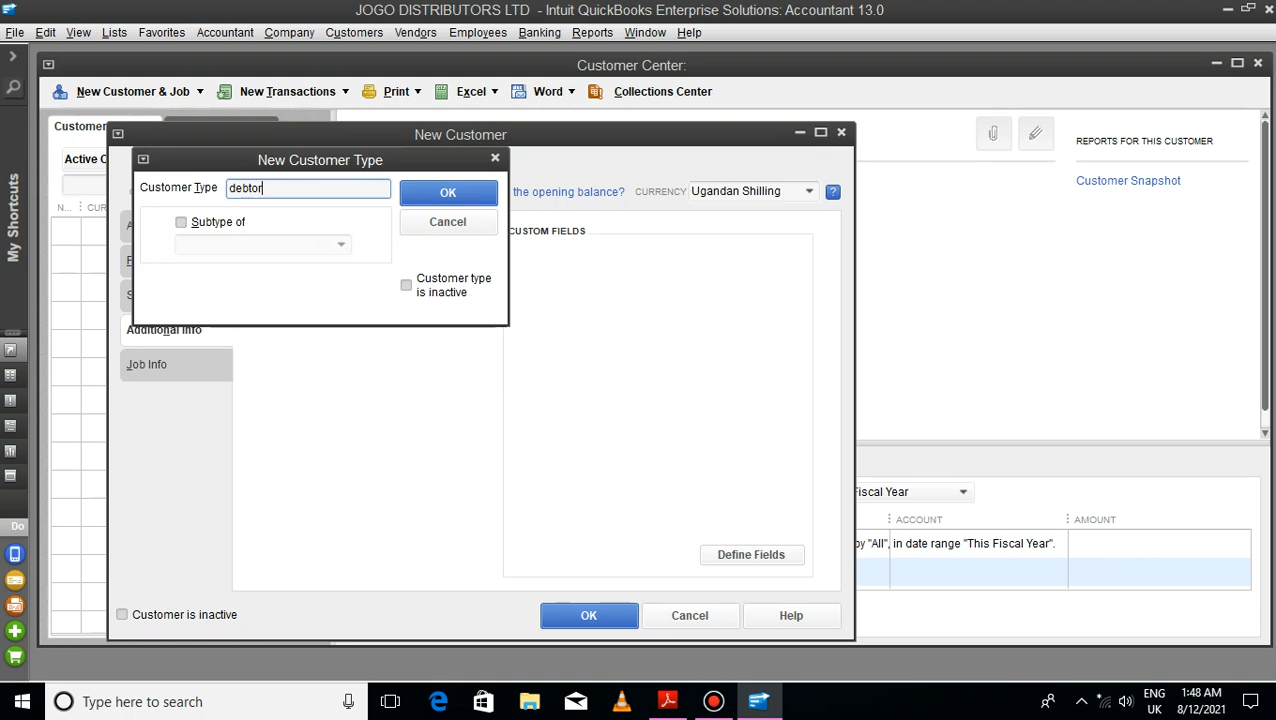 JOGO DISTRIBUTORS LTD - Intuit QuickBooks Enterprise Solutions: Accountant 13.0
File Edit View Lists Favorites Accountant Company Customers Vendors Employees Banking Reports Window Help
Customer Center:
New Customer & Job New Transactions Print Excel Word Collections Center
Customer
New Customer
REPORTS FOR THIS CUSTOMER
Active C
New Customer Type
Customer Snapshot
Customer Type debtor OK
the opening balance? CURRENCY Ugandan Shilling ?
N... CUR
Subtype of Cancel
CUSTOM FIELDS
Customer type
is inactive
My Shortcuts
Additional Info
Job Info
Fiscal Year
ACCOUNT AMOUNT
Do
by "All", in date range "This Fiscal Year".
Define Fields
Customer is inactive OK Cancel Help
Type here to search
ENG
UK
1:48 AM
8/12/2021